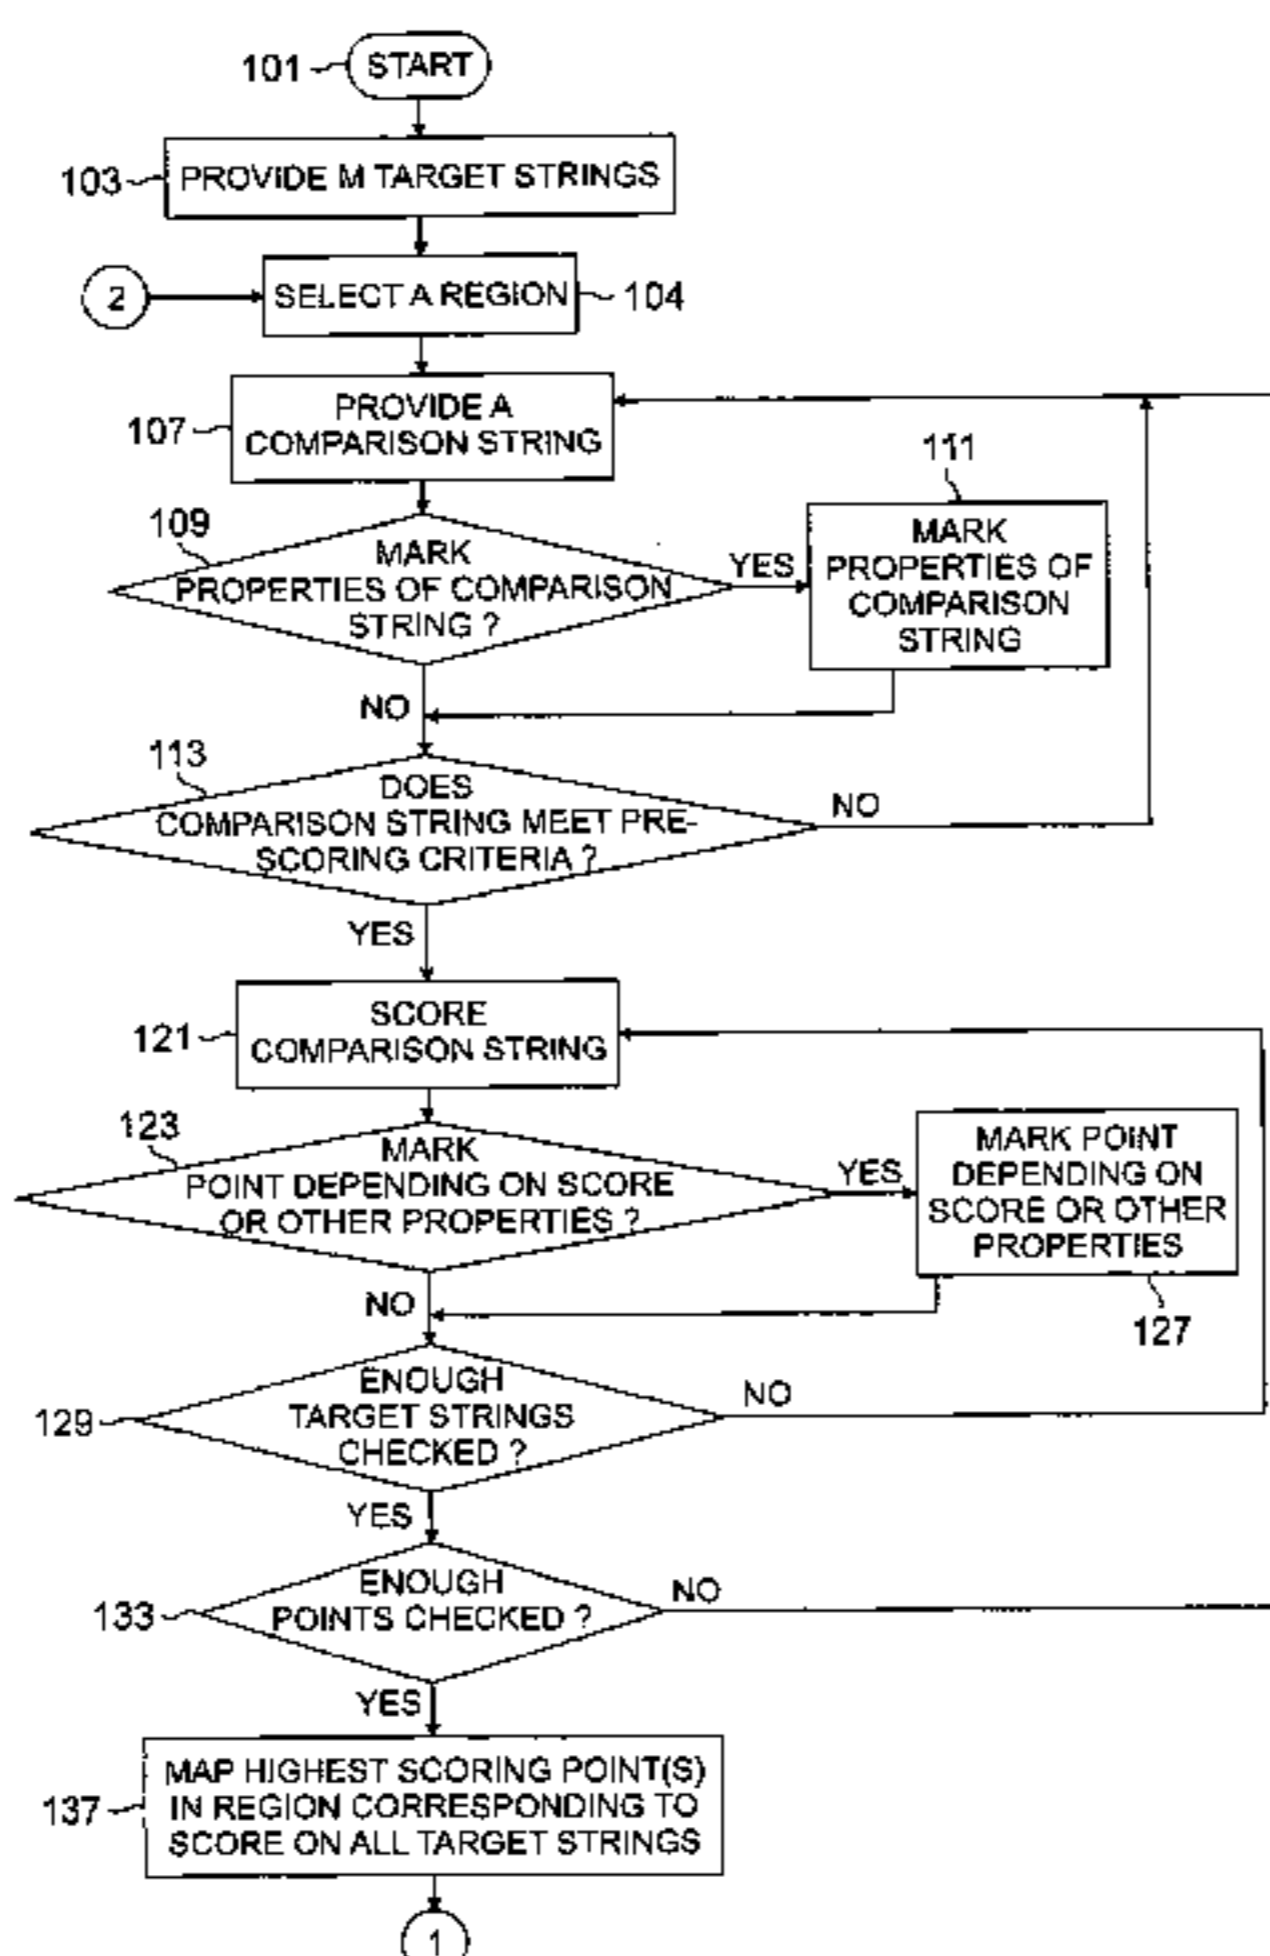 101
START
103
PROVIDE M TARGET STRINGS
2
SELECT A REGION
104
107
PROVIDE A
COMPARISON STRING
109
MARK
PROPERTIES OF COMPARISON
STRING ?
YES
111
MARK
PROPERTIES OF
COMPARISON
STRING
NO
113
DOES
COMPARISON STRING MEET PRE-
SCORING CRITERIA ?
NO
YES
121
SCORE
COMPARISON STRING
123
MARK
POINT DEPENDING ON SCORE
OR OTHER PROPERTIES ?
YES
MARK POINT
DEPENDING ON
SCORE OR OTHER
PROPERTIES
127
NO
129
ENOUGH
TARGET STRINGS
CHECKED ?
NO
YES
133
ENOUGH
POINTS CHECKED ?
NO
YES
137
MAP HIGHEST SCORING POINT(S)
IN REGION CORRESPONDING TO
SCORE ON ALL TARGET STRINGS
1